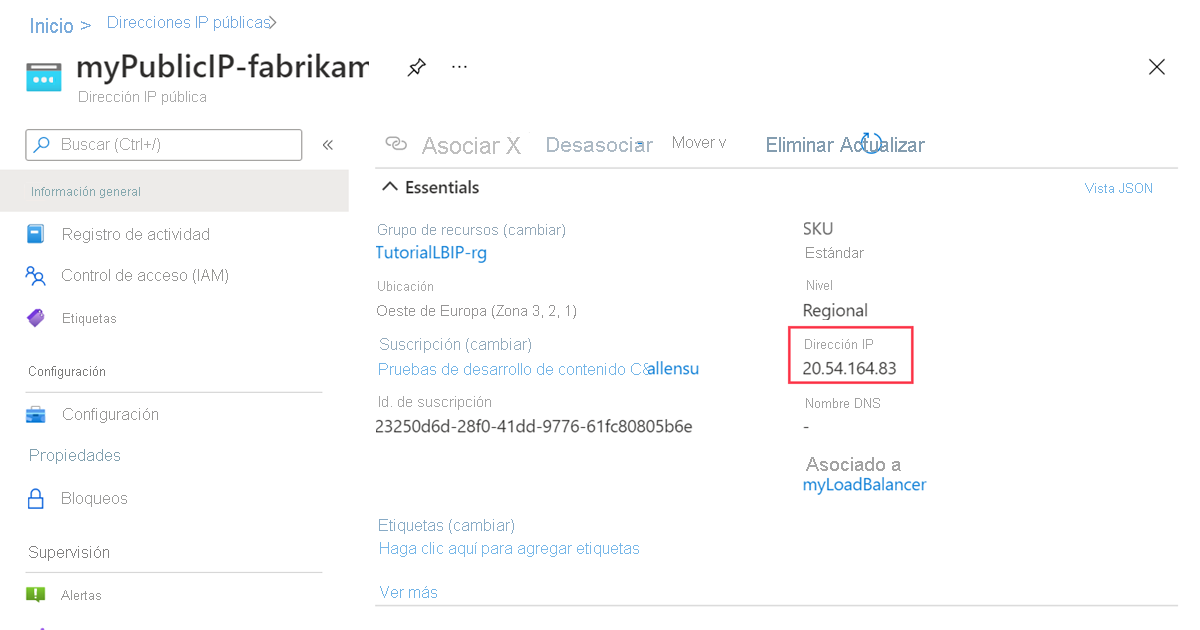 Inicio > Direcciones IP públicas>
myPublicIP-fabrikam ...
Dirección IP pública
Buscar (Ctrl+/) «
Información general
Registro de actividad
Control de acceso (IAM)
Etiquetas
Configuración
Configuración
Propiedades
Bloqueos
Supervisión
Alertas
Asociar X Desasociar Mover v Eliminar Actualizar
Essentials Vista JSON
Grupo de recursos (cambiar)
TutorialLBIP-rg
Ubicación
Oeste de Europa (Zona 3, 2, 1)
Suscripción (cambiar)
Pruebas de desarrollo de contenido C& allensu
Id. de suscripción
23250d6d-28f0-41dd-9776-61fc80805b6e
SKU
Estándar
Nivel
Regional
Dirección IP
20.54.164.83
Nombre DNS
-
Asociado a
myLoadBalancer
Etiquetas (cambiar)
Haga clic aquí para agregar etiquetas
Ver más